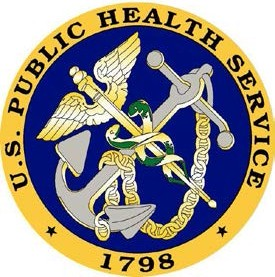 U.S. PUBLIC HEALTH SERVICE
1798